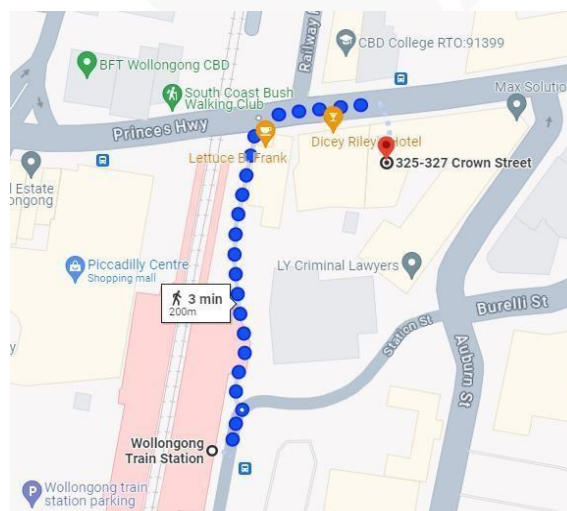 CBD College RTO:91399
BFT Wollongong CBD
Railway
South Coast Bush
Walking Club
Max Solutio
Princes Hwy
Dicey Riley
Hotel
Lettuce B Frank
325-327 Crown Street
l Estate
ongong
Piccadilly Centre
Shopping mall
LY Criminal Lawyers
3 min
200m
Burelli St
Station St
Auburn St
y
Wollongong
Train Station
Wollongong train
station parking
P